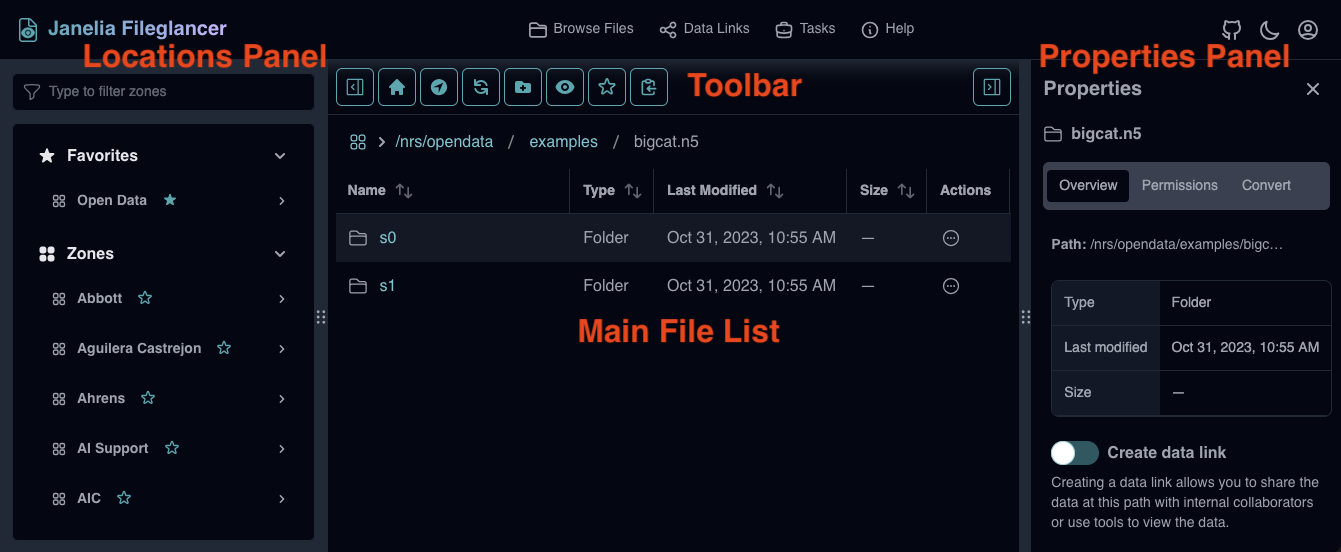 Janelia Fileglancer
Browse Files
Data Links
Tasks
Help
Locations Panel
Type to filter zones
Favorites
Open Data
Zones
Abbott
Aguilera Castrejon
Ahrens
AI Support
AIC
Toolbar
/nrs/opendata / examples / bigcat.n5
Name Type Last Modified Size Actions
s0 Folder Oct 31, 2023, 10:55 AM —
s1 Folder Oct 31, 2023, 10:55 AM —
Main File List
Properties Panel
Properties
bigcat.n5
Overview Permissions Convert
Path: /nrs/opendata/examples/bigc...
Type Folder
Last modified Oct 31, 2023, 10:55 AM
Size —
Create data link
Creating a data link allows you to share the
data at this path with internal collaborators
or use tools to view the data.